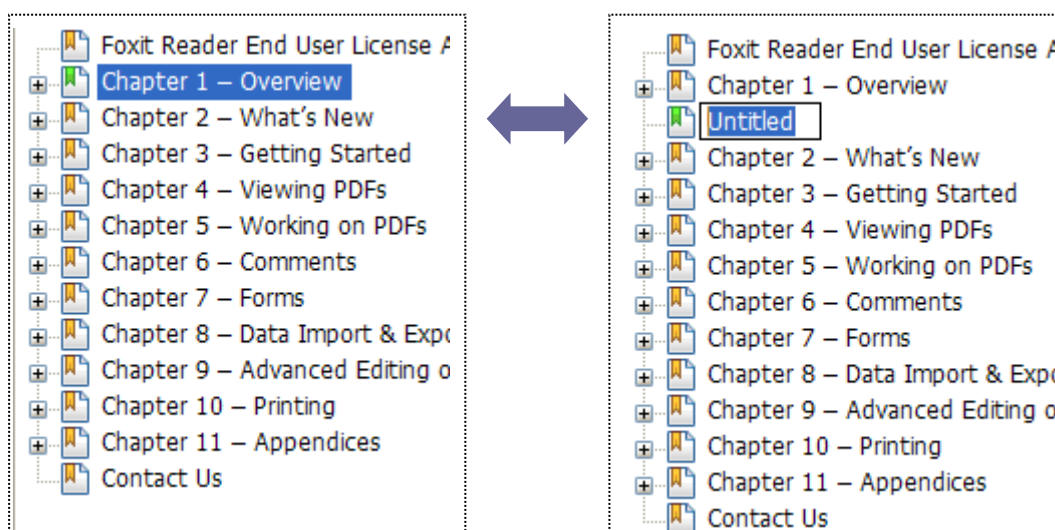 Foxit Reader End User License
Chapter 1 – Overview
Chapter 2 – What's New
Chapter 3 – Getting Started
Chapter 4 – Viewing PDFs
Chapter 5 – Working on PDFs
Chapter 6 – Comments
Chapter 7 – Forms
Chapter 8 – Data Import &
Chapter 9 – Advanced Editing
Chapter 10 – Printing
Chapter 11 – Appendices
Contact Us
Foxit Reader End User License
Chapter 1 – Overview
Untitled
Chapter 2 – What's New
Chapter 3 – Getting Started
Chapter 4 – Viewing PDFs
Chapter 5 – Working on PDFs
Chapter 6 – Comments
Chapter 7 – Forms
Chapter 8 – Data Import &
Chapter 9 – Advanced Editing
Chapter 10 – Printing
Chapter 11 – Appendices
Contact Us